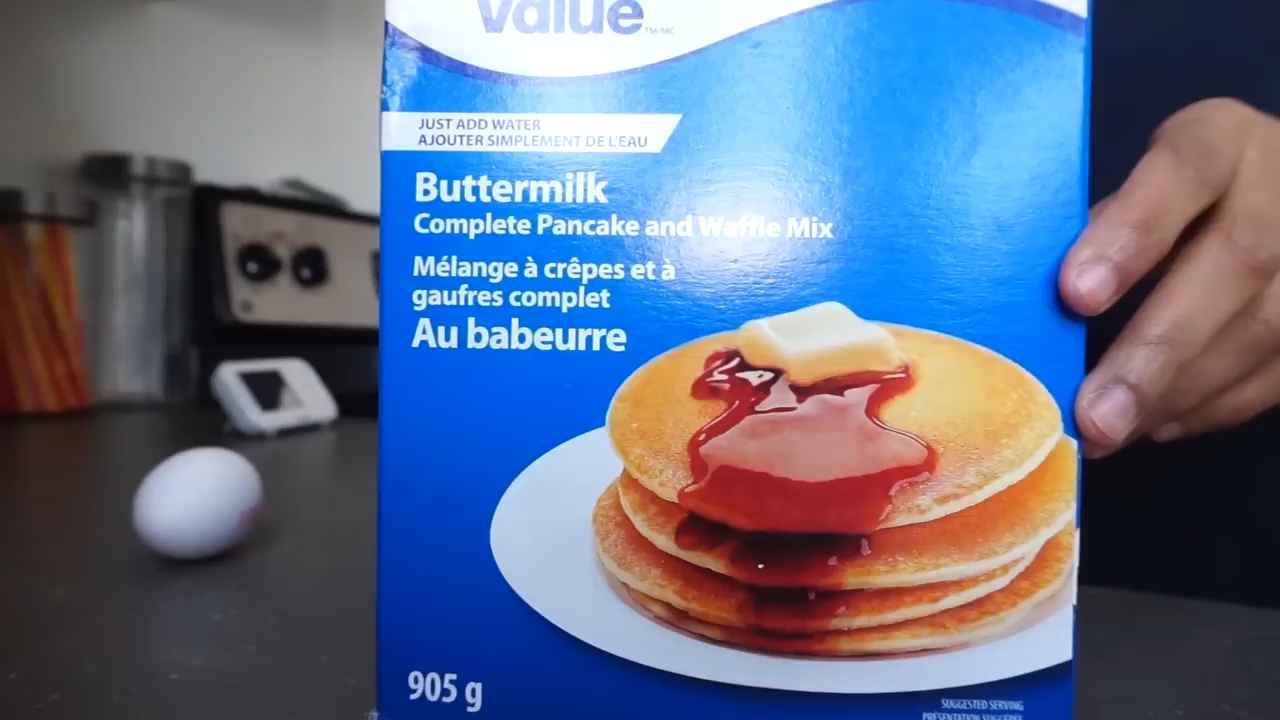 Value TM/MC
JUST ADD WATER
AJOUTER SIMPLEMENT DE L'EAU
Buttermilk
Complete Pancake and Waffle Mix
Mélange à crêpes et à
gaufres complet
Au babeurre
905 g
SUGGESTED SERVING
PRÉSENTATION SUGGÉRÉE